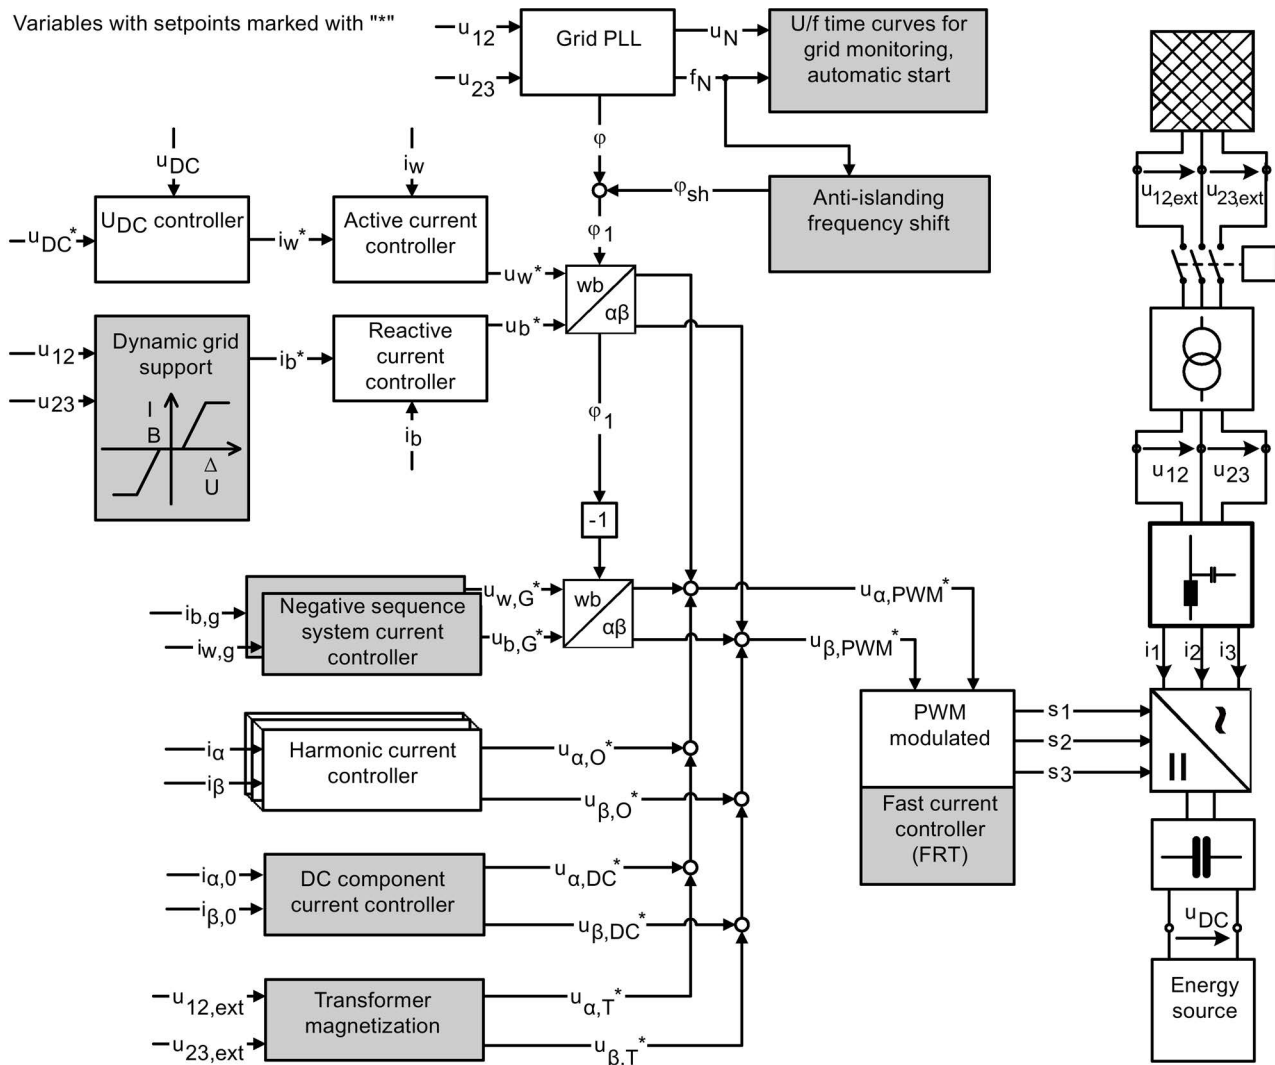 Variables with setpoints marked with "*"
u12
u23
Grid PLL
uN
fN
U/f time curves for
grid monitoring,
automatic start
φ
φsh
Anti-islanding
frequency shift
φ1
uDC
uDC*
UDC controller
iw*
iw
Active current
controller
uw*
wb
αβ
u12
u23
Dynamic grid
support
I
B
Δ
U
ib*
Reactive
current
controller
ub*
ib
φ1
-1
ib,g
iw,g
Negative sequence
system current
controller
uw,G*
ub,G*
wb
αβ
uα,PWM*
uβ,PWM*
iα
iβ
Harmonic current
controller
uα,O*
uβ,O*
PWM
modulated
Fast current
controller
(FRT)
s1
s2
s3
iα,0
iβ,0
DC component
current controller
uα,DC*
uβ,DC*
u12,ext
u23,ext
Transformer
magnetization
uα,T*
uβ,T*
u12,ext
u23,ext
u12
u23
i1
i2
i3
~
=
uDC
Energy
source